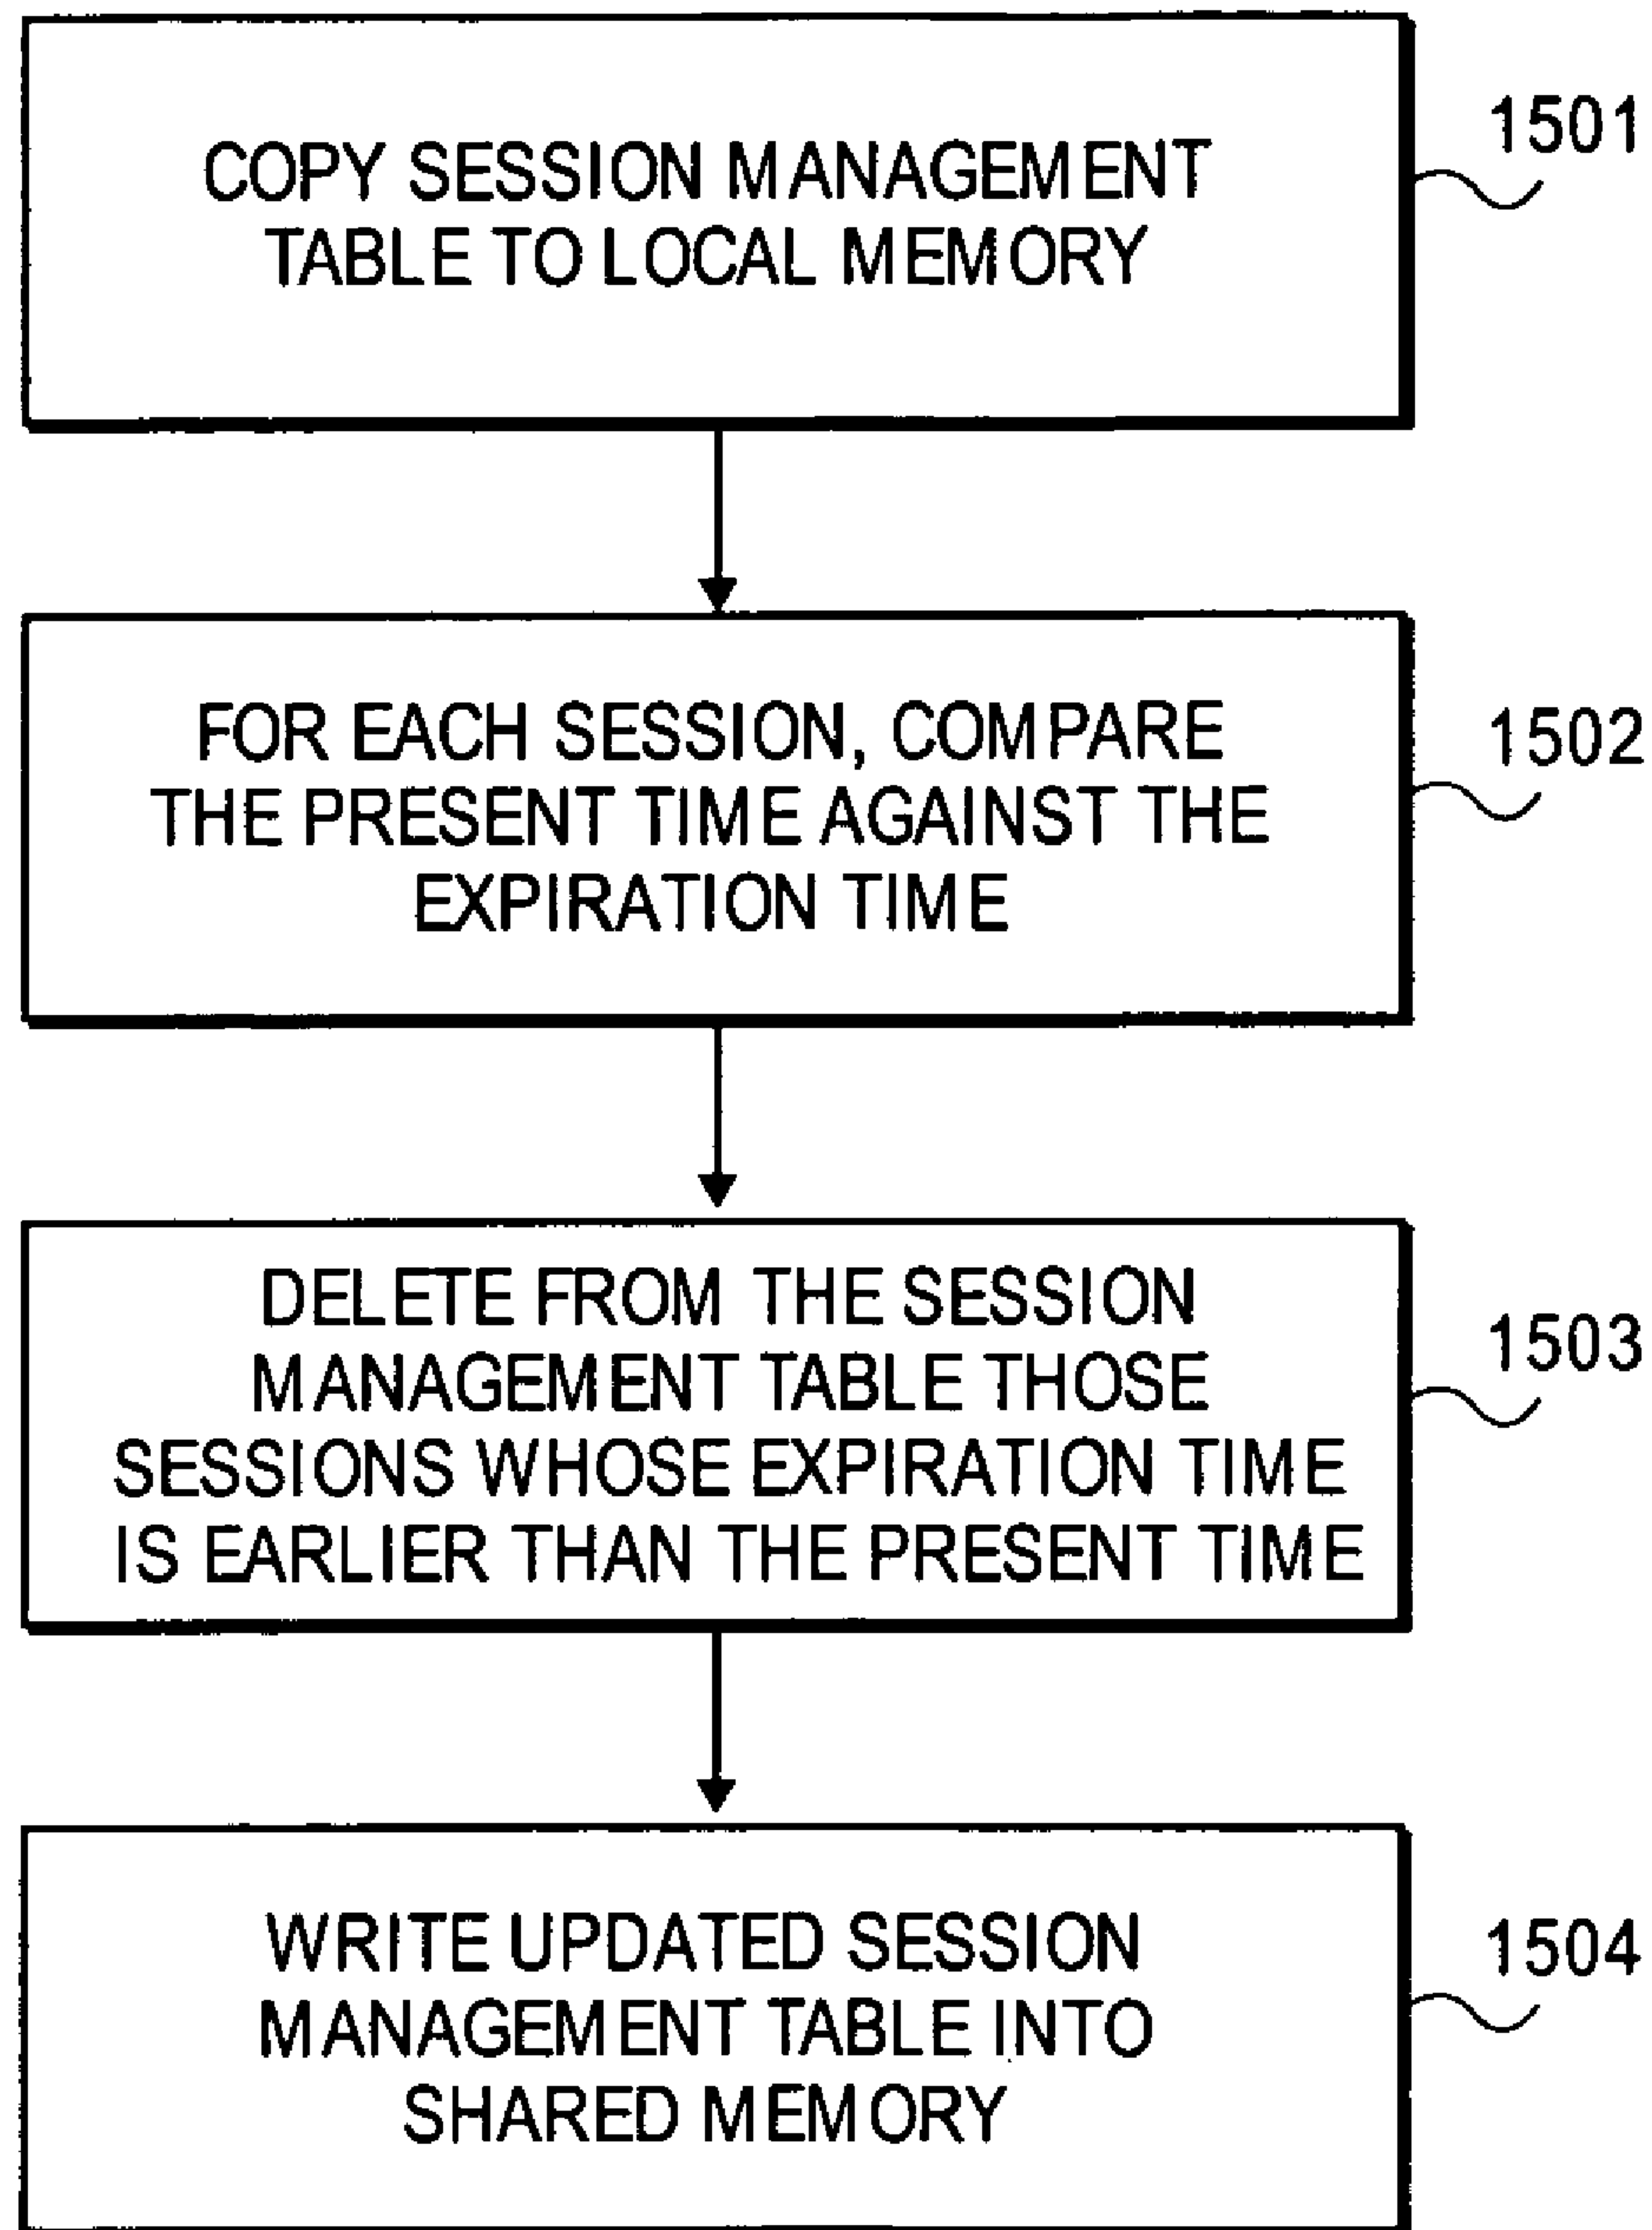 COPY SESSION MANAGEMENT
TABLE TO LOCAL MEMORY
1501
FOR EACH SESSION, COMPARE
THE PRESENT TIME AGAINST THE
EXPIRATION TIME
1502
DELETE FROM THE SESSION
MANAGEMENT TABLE THOSE
SESSIONS WHOSE EXPIRATION TIME
IS EARLIER THAN THE PRESENT TIME
1503
WRITE UPDATED SESSION
MANAGEMENT TABLE INTO
SHARED MEMORY
1504